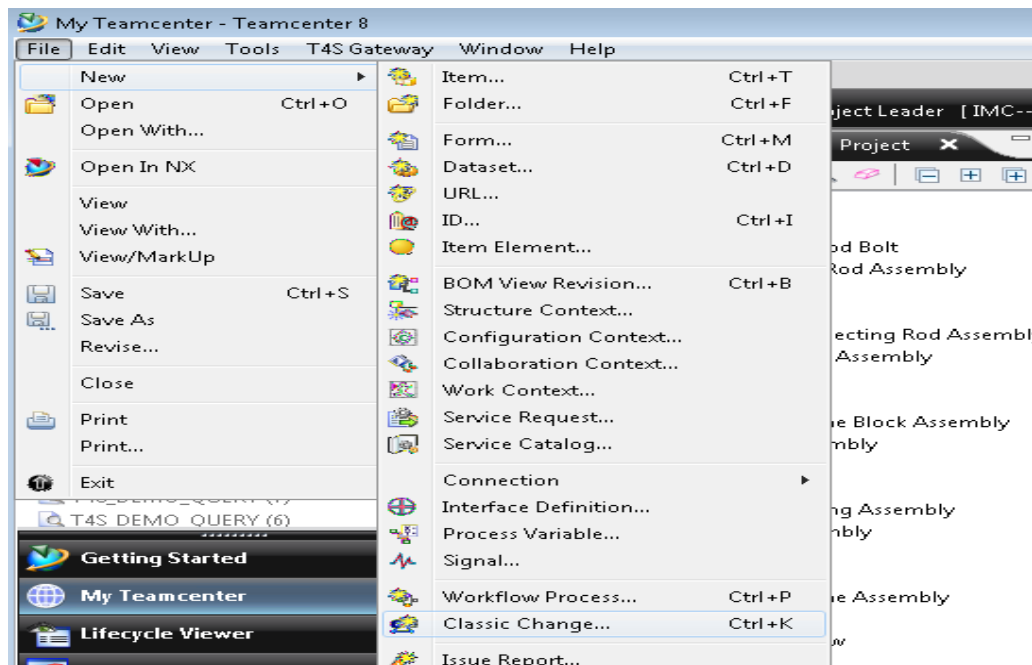 My Teamcenter - Teamcenter 8
File Edit View Tools T4S Gateway Window Help
New
Open Ctrl+O
Open With...
Open In NX
View
View With...
View/MarkUp
Save Ctrl+S
Save As
Revise...
Close
Print
Print...
Exit
Item... Ctrl+T
Folder... Ctrl+F
Form... Ctrl+M
Dataset... Ctrl+D
URL...
ID... Ctrl+I
Item Element...
BOM View Revision... Ctrl+B
Structure Context...
Configuration Context...
Collaboration Context...
Work Context...
Service Request...
Service Catalog...
Connection
Interface Definition...
Process Variable...
Signal...
Workflow Process... Ctrl+P
Classic Change... Ctrl+K
Issue Report...
ject Leader [ IMC--
Project
od Bolt
Rod Assembly
ecting Rod Assembl
Assembly
e Block Assembly
mbly
ng Assembly
nbly
e Assembly
T4S_DEMO_QUERY (6)
Getting Started
My Teamcenter
Lifecycle Viewer